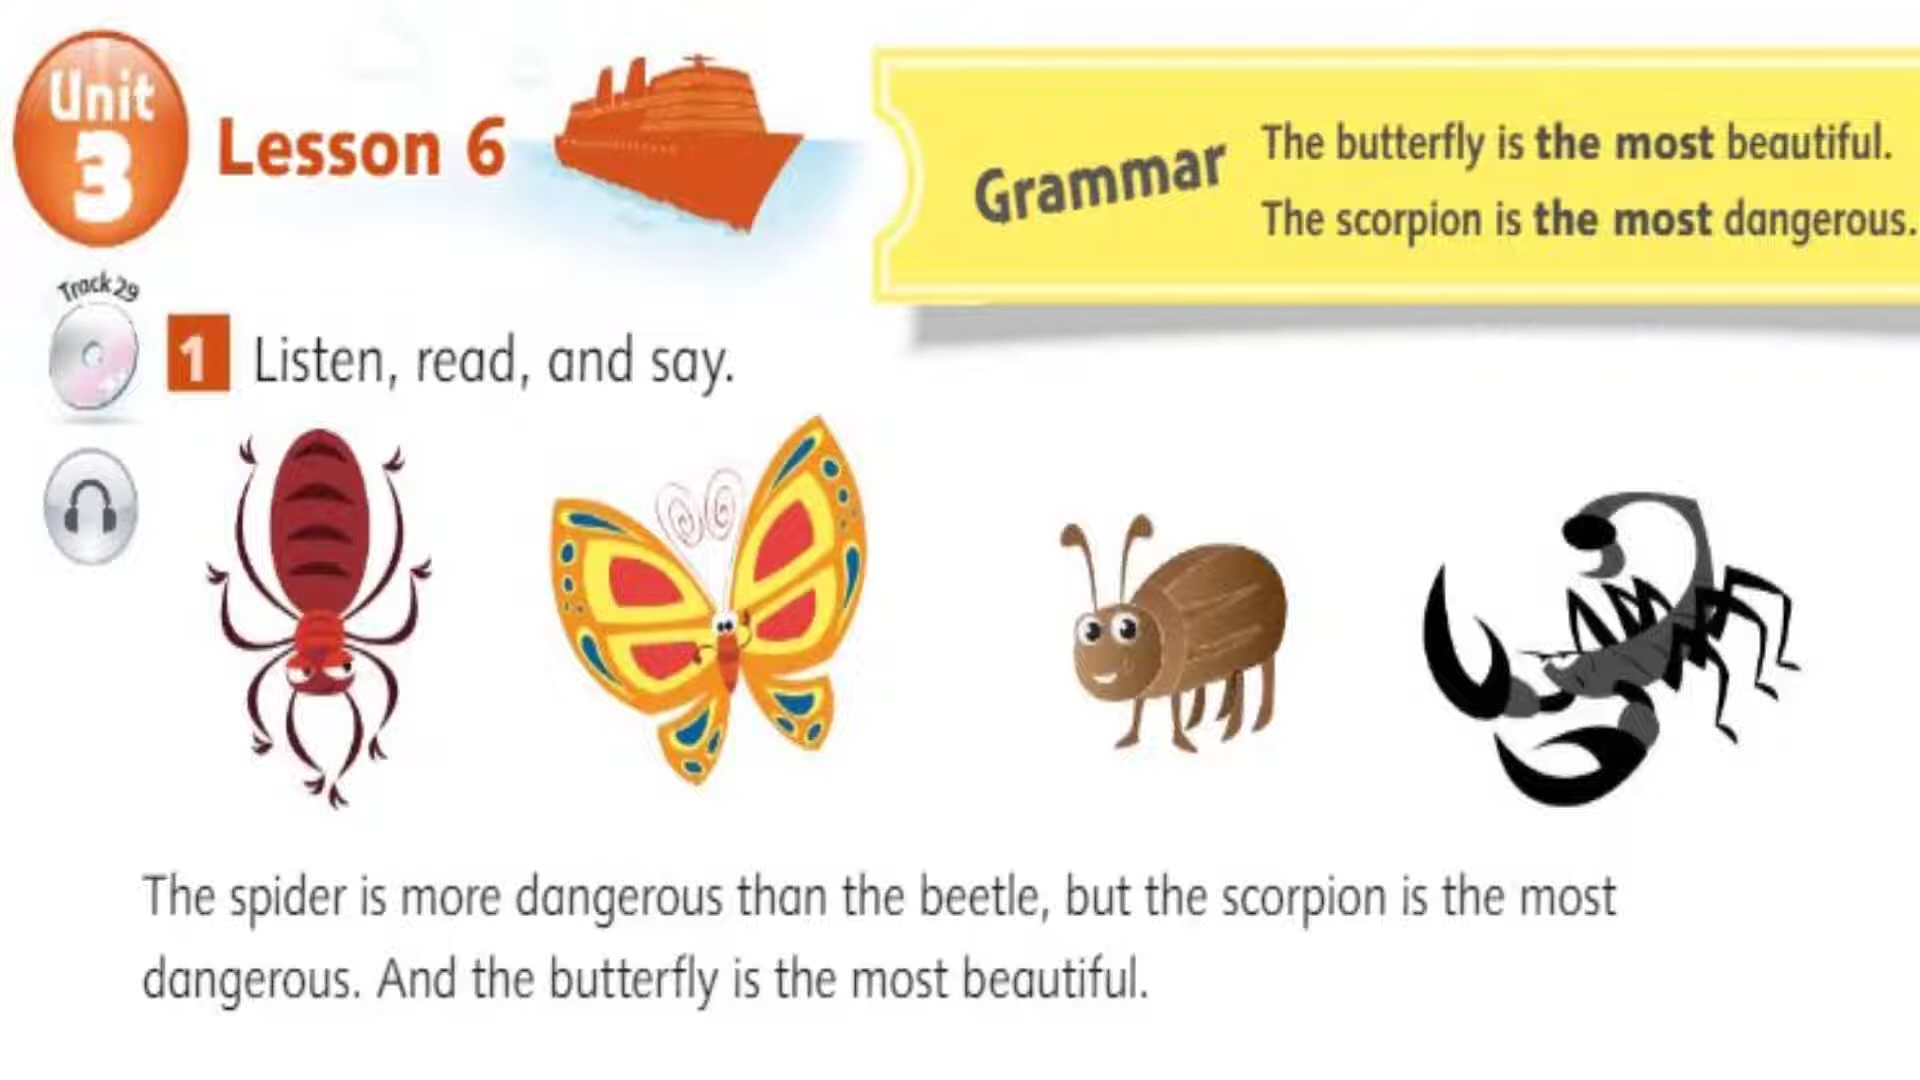 Unit
3
Lesson 6
Grammar
The butterfly is the most beautiful.
The scorpion is the most dangerous.
Track 29
1 Listen, read, and say.
The spider is more dangerous than the beetle, but the scorpion is the most
dangerous. And the butterfly is the most beautiful.